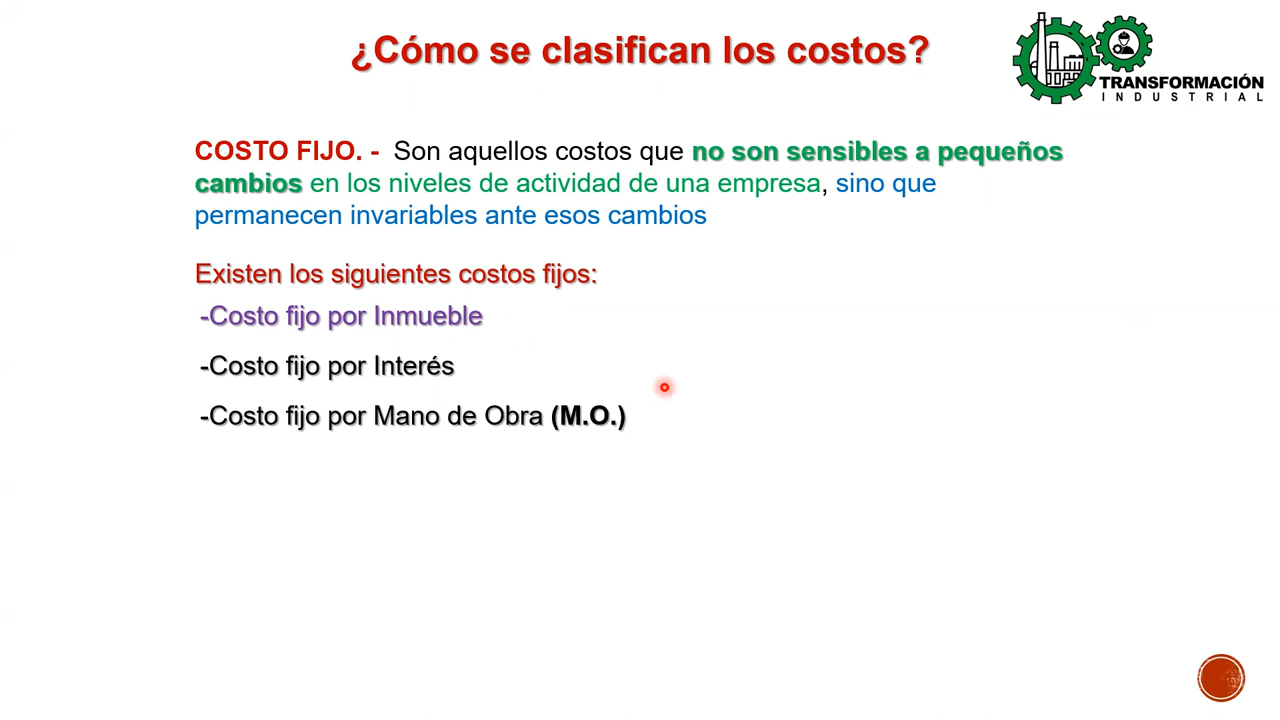 ¿Cómo se clasifican los costos?
TRANSFORMACIÓN
INDUSTRIAL
COSTO FIJO. - Son aquellos costos que no son sensibles a pequeños
cambios en los niveles de actividad de una empresa, sino que
permanecen invariables ante esos cambios
Existen los siguientes costos fijos:
-Costo fijo por Inmueble
-Costo fijo por Interés
-Costo fijo por Mano de Obra (M.O.)